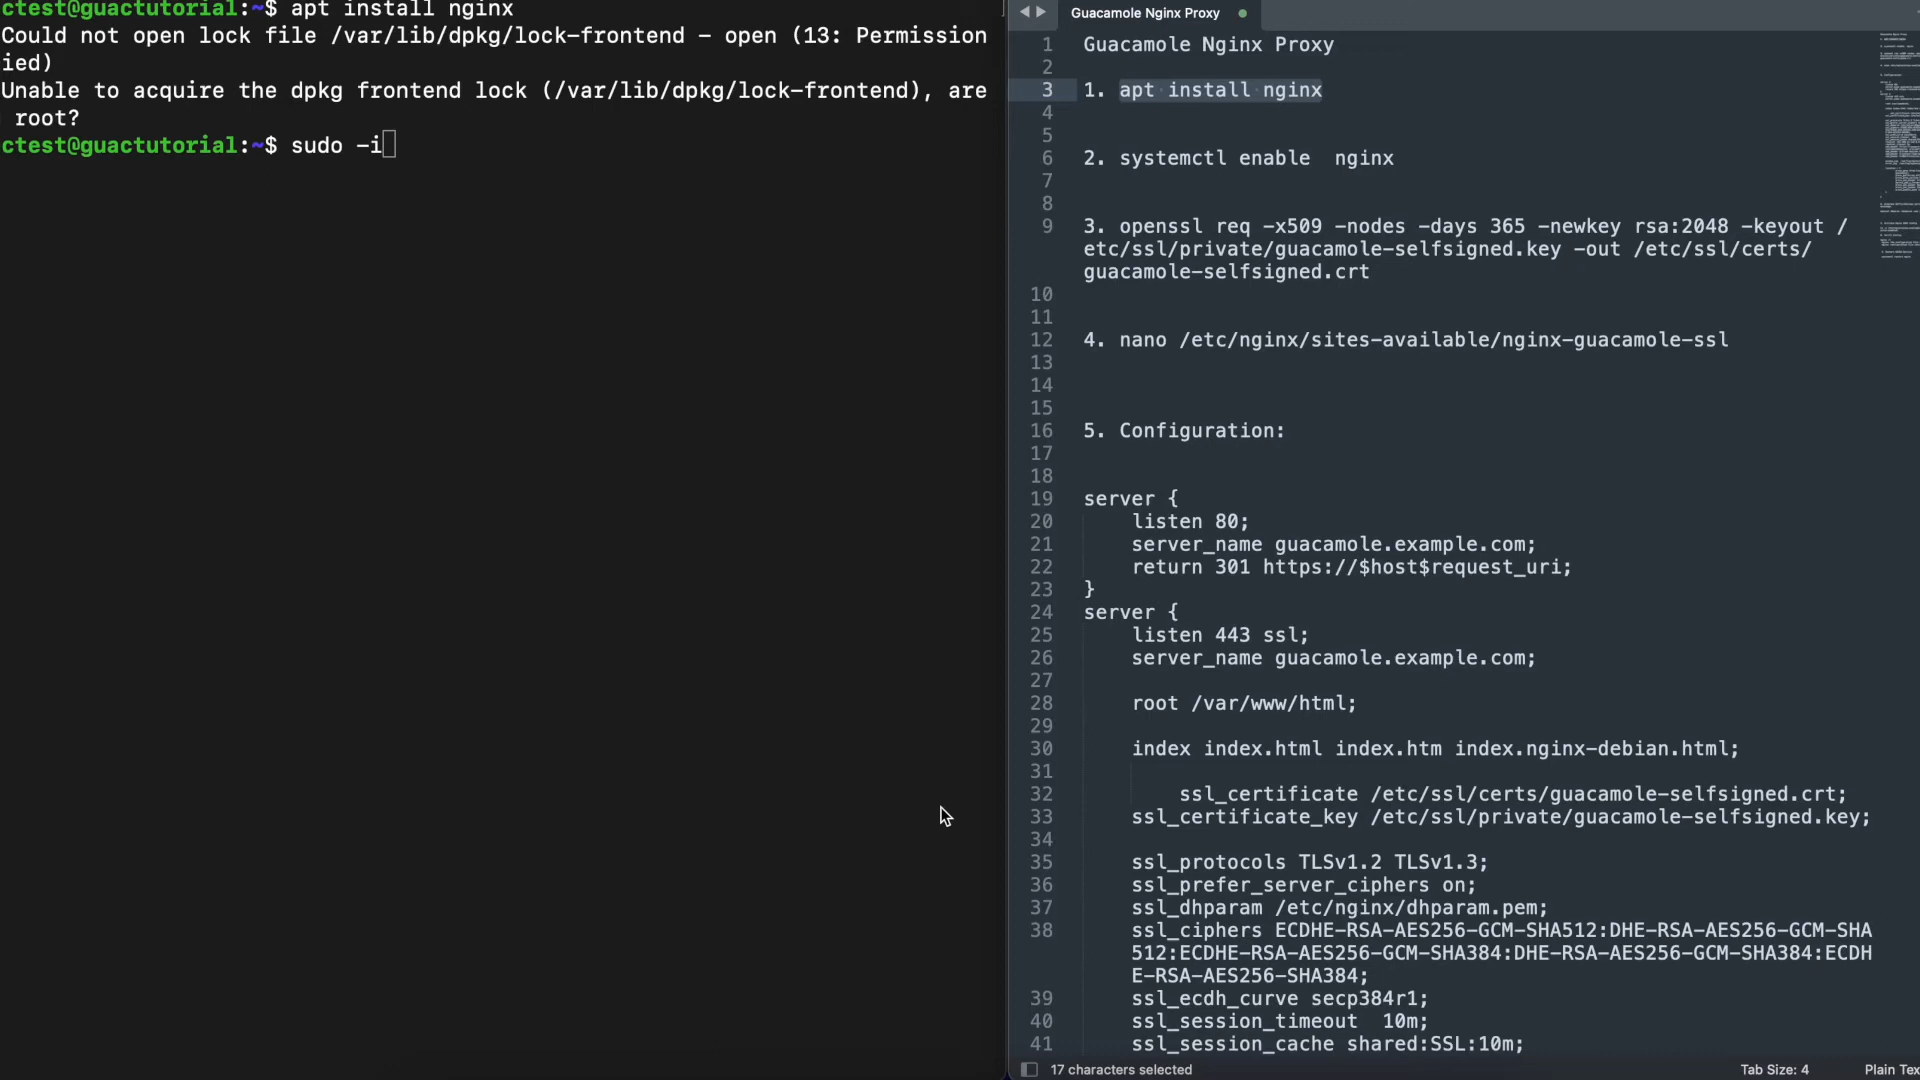 ctest@guactutorial:~$ apt install nginx
Could not open lock file /var/lib/dpkg/lock-frontend - open (13: Permission
ied)
Unable to acquire the dpkg frontend lock (/var/lib/dpkg/lock-frontend), are
root?
ctest@guactutorial:~$ sudo -i
Guacamole Nginx Proxy
1 Guacamole Nginx Proxy
2
3 1. apt install nginx
4
5
6 2. systemctl enable  nginx
7
8
9 3. openssl req -x509 -nodes -days 365 -newkey rsa:2048 -keyout /
etc/ssl/private/guacamole-selfsigned.key -out /etc/ssl/certs/
guacamole-selfsigned.crt
10
11
12 4. nano /etc/nginx/sites-available/nginx-guacamole-ssl
13
14
15
16 5. Configuration:
17
18
19 server {
20 listen 80;
21 server_name guacamole.example.com;
22 return 301 https://$host$request_uri;
23 }
24 server {
25 listen 443 ssl;
26 server_name guacamole.example.com;
27
28 root /var/www/html;
29
30 index index.html index.htm index.nginx-debian.html;
31
32 ssl_certificate /etc/ssl/certs/guacamole-selfsigned.crt;
33 ssl_certificate_key /etc/ssl/private/guacamole-selfsigned.key;
34
35 ssl_protocols TLSv1.2 TLSv1.3;
36 ssl_prefer_server_ciphers on;
37 ssl_dhparam /etc/nginx/dhparam.pem;
38 ssl_ciphers ECDHE-RSA-AES256-GCM-SHA512:DHE-RSA-AES256-GCM-SHA
512:ECDHE-RSA-AES256-GCM-SHA384:DHE-RSA-AES256-GCM-SHA384:ECDH
E-RSA-AES256-SHA384;
39 ssl_ecdh_curve secp384r1;
40 ssl_session_timeout  10m;
41 ssl_session_cache shared:SSL:10m;
17 characters selected
Tab Size: 4
Plain Tex